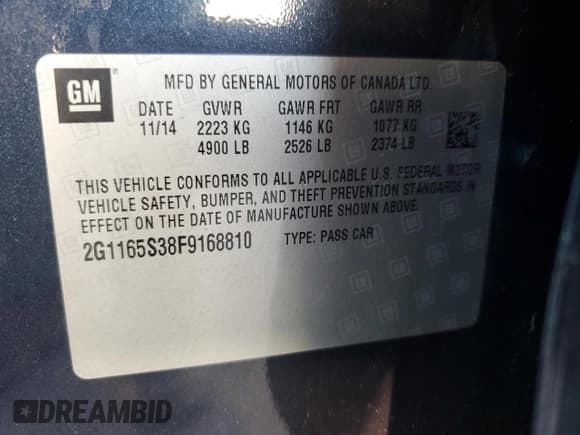 GM ®
MFD BY GENERAL MOTORS OF CANADA LTD.
DATE GVWR GAWR FRT GAWR RR
11/14 2223 KG 1146 KG 1077 KG
4900 LB 2526 LB 2374 LB
THIS VEHICLE CONFORMS TO ALL APPLICABLE U.S. FEDERAL MOTOR
VEHICLE SAFETY, BUMPER, AND THEFT PREVENTION STANDARDS IN
EFFECT ON THE DATE OF MANUFACTURE SHOWN ABOVE.
2G1165S38F9168810 TYPE: PASS CAR
DREAMBID